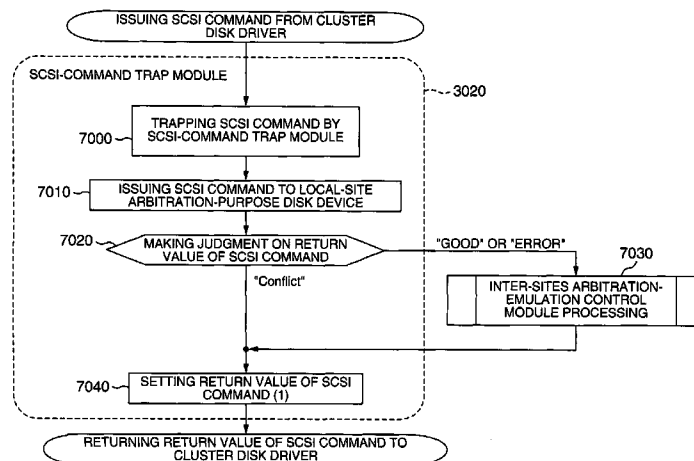 ISSUING SCSI COMMAND FROM CLUSTER
DISK DRIVER
SCSI-COMMAND TRAP MODULE
3020
TRAPPING SCSI COMMAND BY
SCSI-COMMAND TRAP MODULE
7000
ISSUING SCSI COMMAND TO LOCAL-SITE
ARBITRATION-PURPOSE DISK DEVICE
7010
7020
MAKING JUDGMENT ON RETURN
VALUE OF SCSI COMMAND
"GOOD" OR "ERROR"
"Conflict"
7030
INTER-SITES ARBITRATION-
EMULATION CONTROL
MODULE PROCESSING
7040
SETTING RETURN VALUE OF SCSI
COMMAND (1)
RETURNING RETURN VALUE OF SCSI COMMAND TO
CLUSTER DISK DRIVER